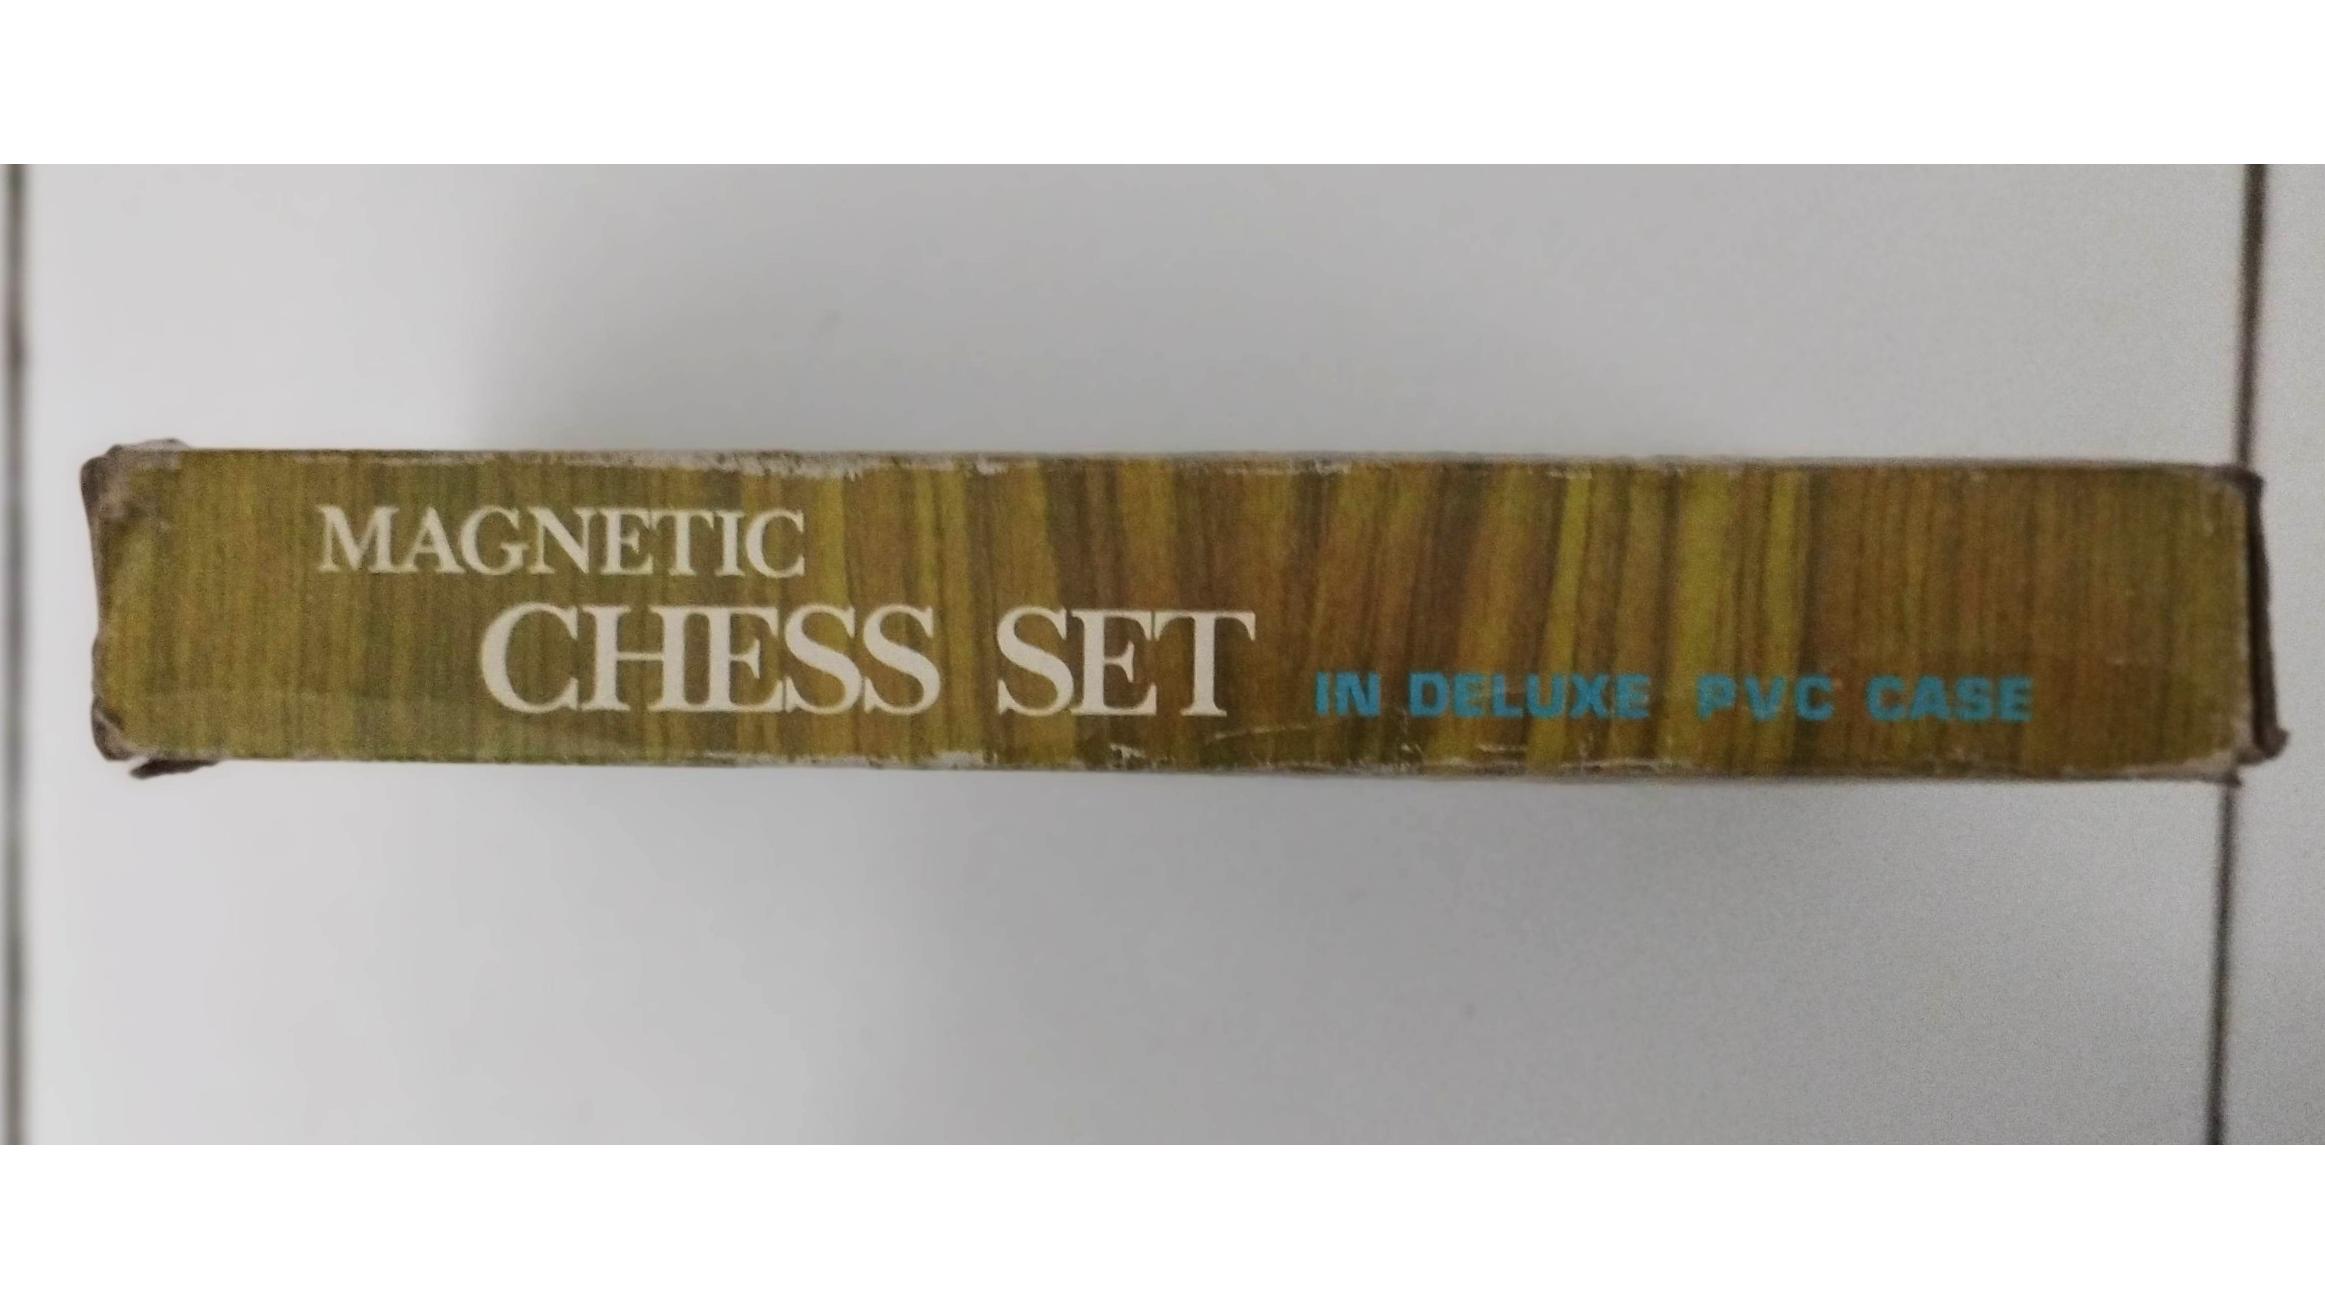 MAGNETIC
CHESS SET IN DELUXE PVC CASE